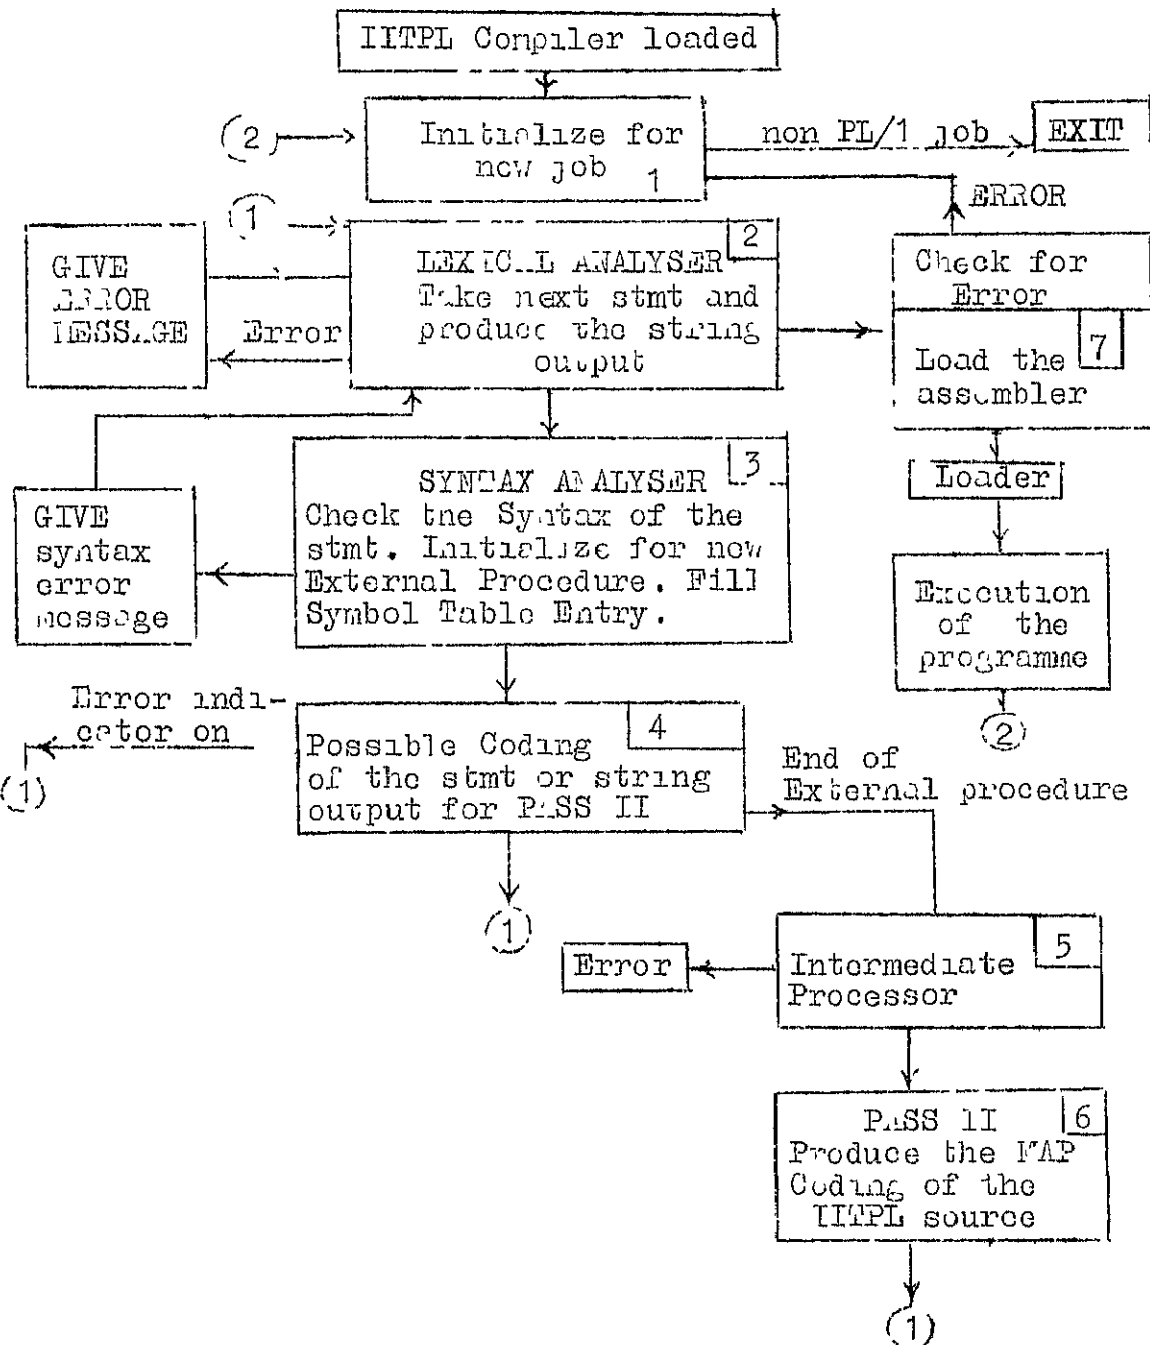 IITPL Compiler loaded
(2)
Initialize for
new job 1
non PL/1 job
EXIT
ERROR
(1)
GIVE
ERROR
MESSAGE
Error
2
LEXICAL ANALYSER
Take next stmt and
produce the string
output
Check for
Error
7
Load the
assembler
Loader
Execution
of the
programme
(2)
3
SYNTAX ANALYSER
Check the Syntax of the
stmt. Initialize for new
External Procedure. Fill
Symbol Table Entry.
GIVE
syntax
error
message
Error indi-
cator on
(1)
4
Possible Coding
of the stmt or string
output for PASS II
End of
External procedure
(1)
Error
5
Intermediate
Processor
6
PASS II
Produce the FAP
Coding of the
IITPL source
(1)